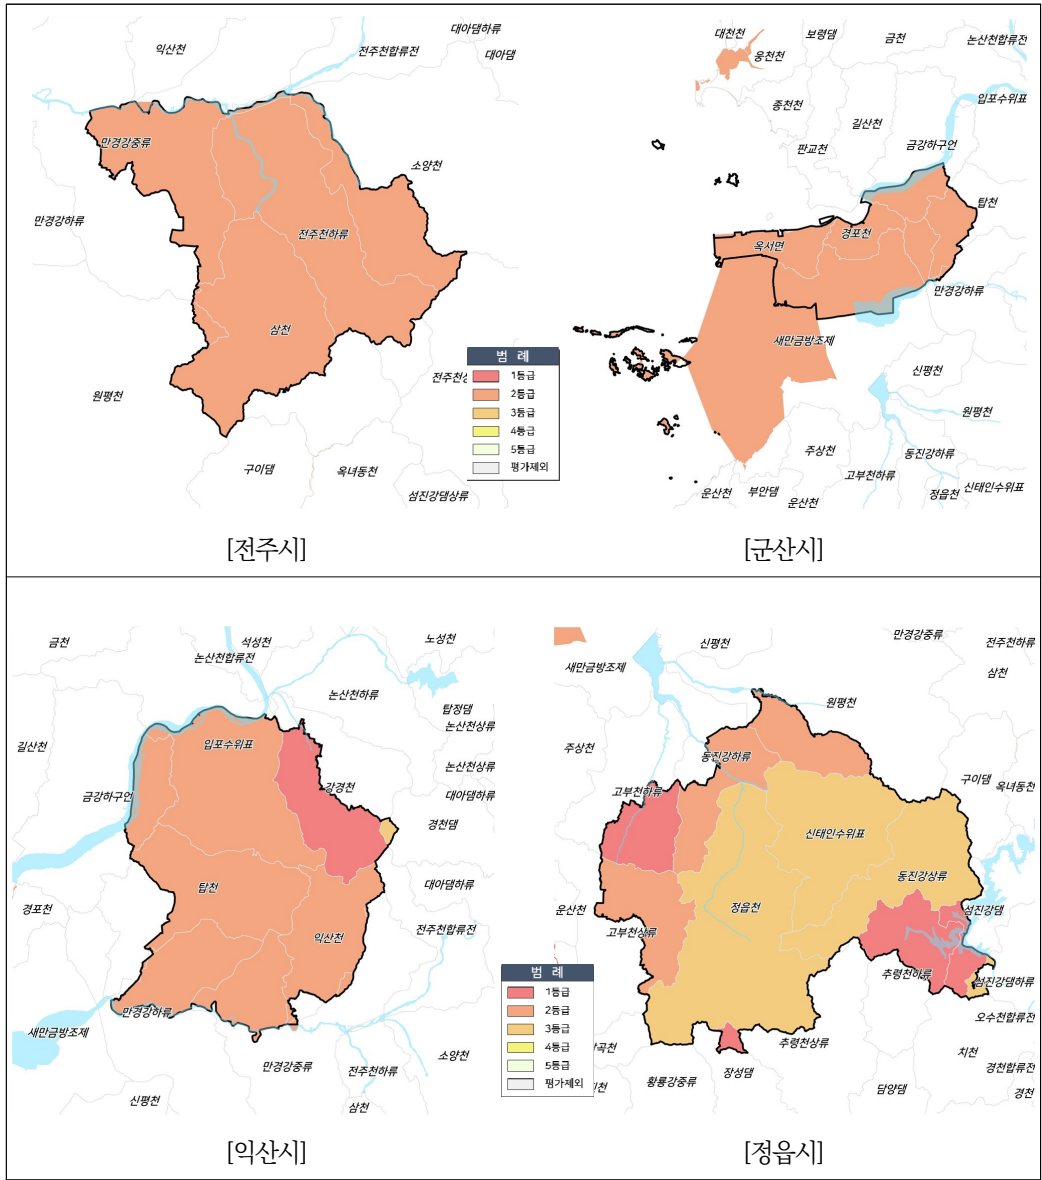 대아댐하류
익산천
전주천합류전
대아댐
만경강중류
소양천
만경강하류
전주천하류
삼천
원평천
전주천상
구이댐
옥녀동천
섬진강댐상류
범 례
1등급
2등급
3등급
4등급
5등급
평가제외
[전주시]
대천천
보령댐
금천
논산천합류전
웅천천
입포수위표
종천천
길산천
판교천
금강하구언
탑천
경포천
옥서면
만경강하류
새만금방조제
신평천
원평천
주상천
동진강하류
고부천하류
운산천
부안댐
운산천
정읍천
신태인수위표
[군산시]
금천
석성천
노성천
논산천합류전
논산천하류
탑정댐
논산천상류
길산천
입포수위표
논산천상류
금강하구언
강경천
대아댐하류
경천댐
탑천
대아댐하류
경포천
익산천
전주천합류전
만경강하류
새만금방조제
만경강중류
전주천하류
소양천
신평천
삼천
[익산시]
만경강중류
신평천
전주천하류
새만금방조제
삼천
원평천
주상천
동진강하류
구이댐
고부천하류
옥녀동천
신태인수위표
동진강상류
운산천
정읍천
섬진강댐
고부천상류
추령천하류
섬진강댐하류
오수천합류전
추령천상류
치천
황룡강중류
장성댐
담양댐
경천합류전
경천
범 례
1등급
2등급
3등급
4등급
5등급
평가제외
[정읍시]